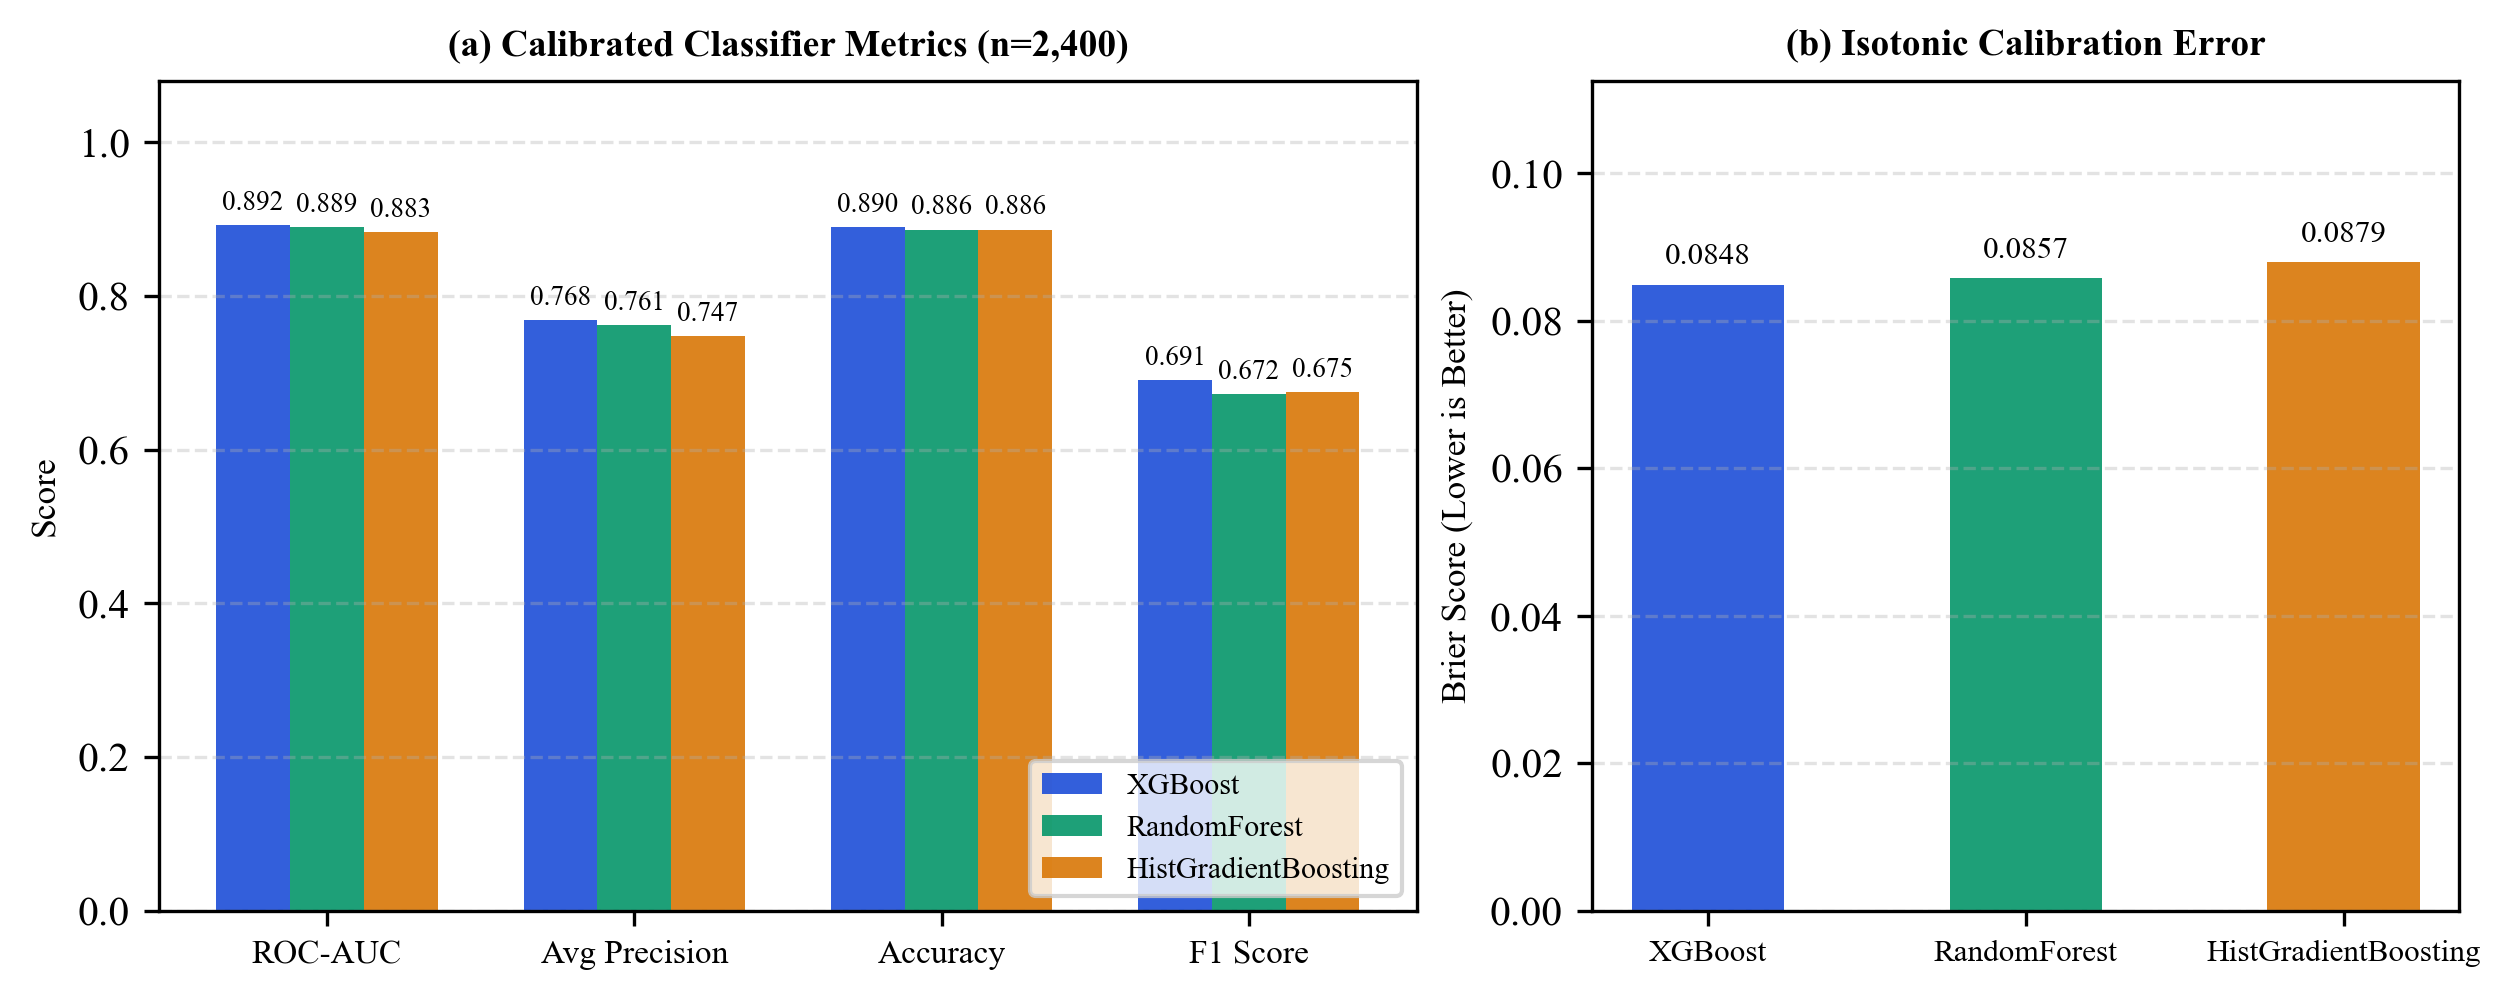 (a) Calibrated Classifier Metrics (n=2,400)
Score
1.0
0.8
0.6
0.4
0.2
0.0
0.892 0.889 0.883
0.768 0.761 0.747
0.890 0.886 0.886
0.691 0.672 0.675
XGBoost
RandomForest
HistGradientBoosting
ROC-AUC
Avg Precision
Accuracy
F1 Score
(b) Isotonic Calibration Error
Brier Score (Lower is Better)
0.10
0.08
0.06
0.04
0.02
0.00
0.0848
0.0857
0.0879
XGBoost
RandomForest
HistGradientBoosting